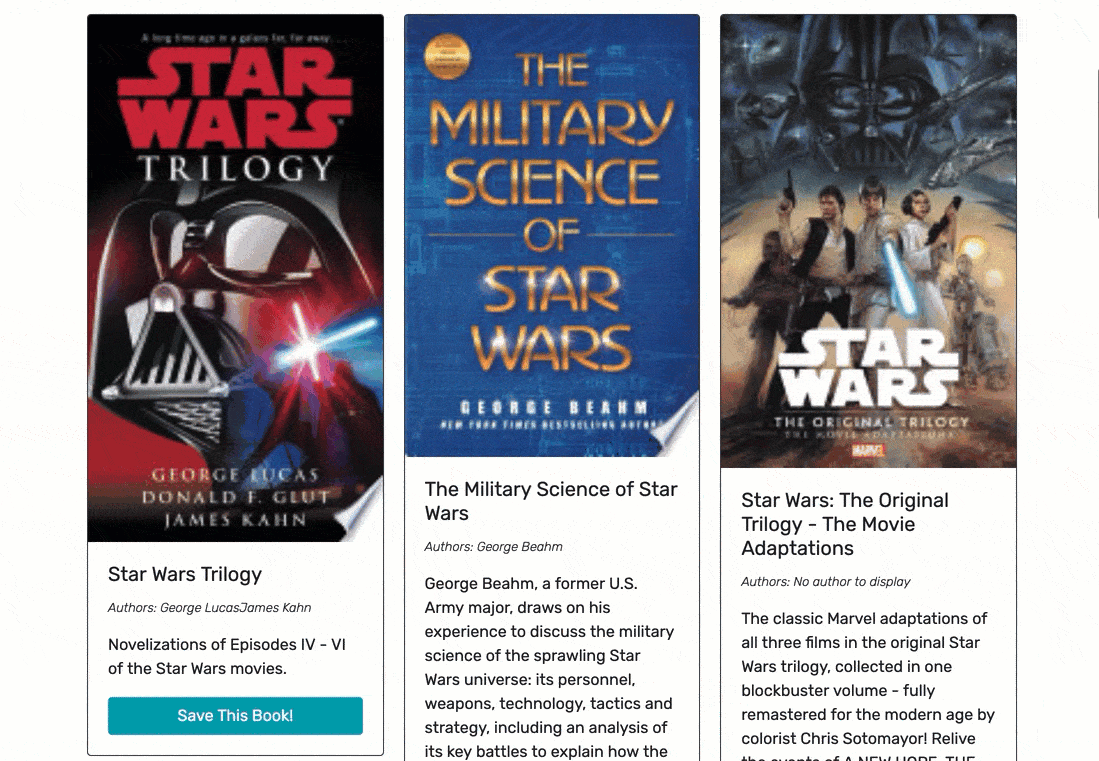 A long time ago in a galaxy far, far away. . . .
STAR
WARS
TRILOGY
GEORGE LUCAS
DONALD F. GLUT
JAMES KAHN
Star Wars Trilogy
Authors: George LucasJames Kahn
Novelizations of Episodes IV - VI
of the Star Wars movies.
Save This Book!
THE
MILITARY
SCIENCE
OF
STAR
WARS
GEORGE BEAHM
NEW YORK TIMES BESTSELLING AUTHOR
The Military Science of Star
Wars
Authors: George Beahm
George Beahm, a former U.S.
Army major, draws on his
experience to discuss the military
science of the sprawling Star
Wars universe: its personnel,
weapons, technology, tactics and
strategy, including an analysis of
its key battles to explain how the
STAR
WARS
THE ORIGINAL TRILOGY
THE MOVIE ADAPTATIONS
MARVEL
Star Wars: The Original
Trilogy - The Movie
Adaptations
Authors: No author to display
The classic Marvel adaptations of
all three films in the original Star
Wars trilogy, collected in one
blockbuster volume - fully
remastered for the modern age by
colorist Chris Sotomayor! Relive
the events of A NEW HOPE, THE